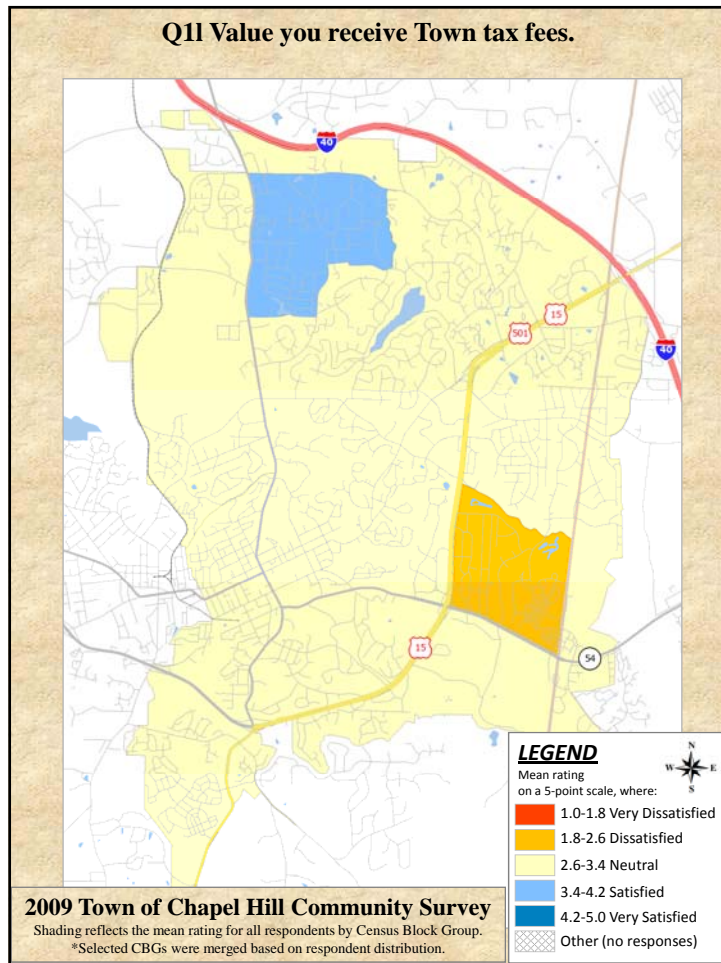 Q1l Value you receive Town tax fees.
40
15
501
40
15
54
LEGEND
N
W E
S
Mean rating
on a 5-point scale, where:
1.0-1.8 Very Dissatisfied
1.8-2.6 Dissatisfied
2.6-3.4 Neutral
3.4-4.2 Satisfied
4.2-5.0 Very Satisfied
Other (no responses)
2009 Town of Chapel Hill Community Survey
Shading reflects the mean rating for all respondents by Census Block Group.
*Selected CBGs were merged based on respondent distribution.